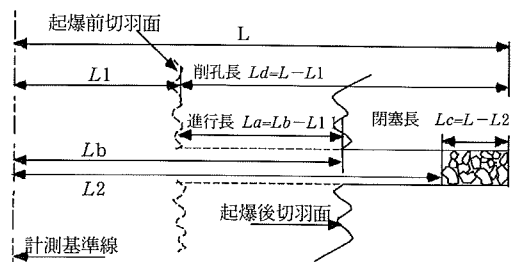 起爆前切羽面
L
L1
削孔長 Ld=L−L1
進行長 La=Lb−L1
閉塞長 Lc=L−L2
Lb
L2
起爆後切羽面
計測基準線